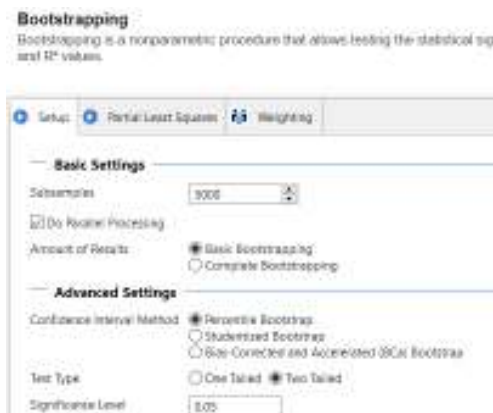 Bootstrapping
Bootstrapping is a nonparametric procedure that allows testing the statistical sig
and R² values.
Setup Partial Least Squares Weighting
Basic Settings
Subsamples 5000
Do Parallel Processing
Amount of Results Basic Bootstrapping
Complete Bootstrapping
Advanced Settings
Confidence Interval Method Percentile Bootstrap
Studentized Bootstrap
Bias-Corrected and Accelerated (BCa) Bootstrap
Test Type One Tailed Two Tailed
Significance Level 0.05